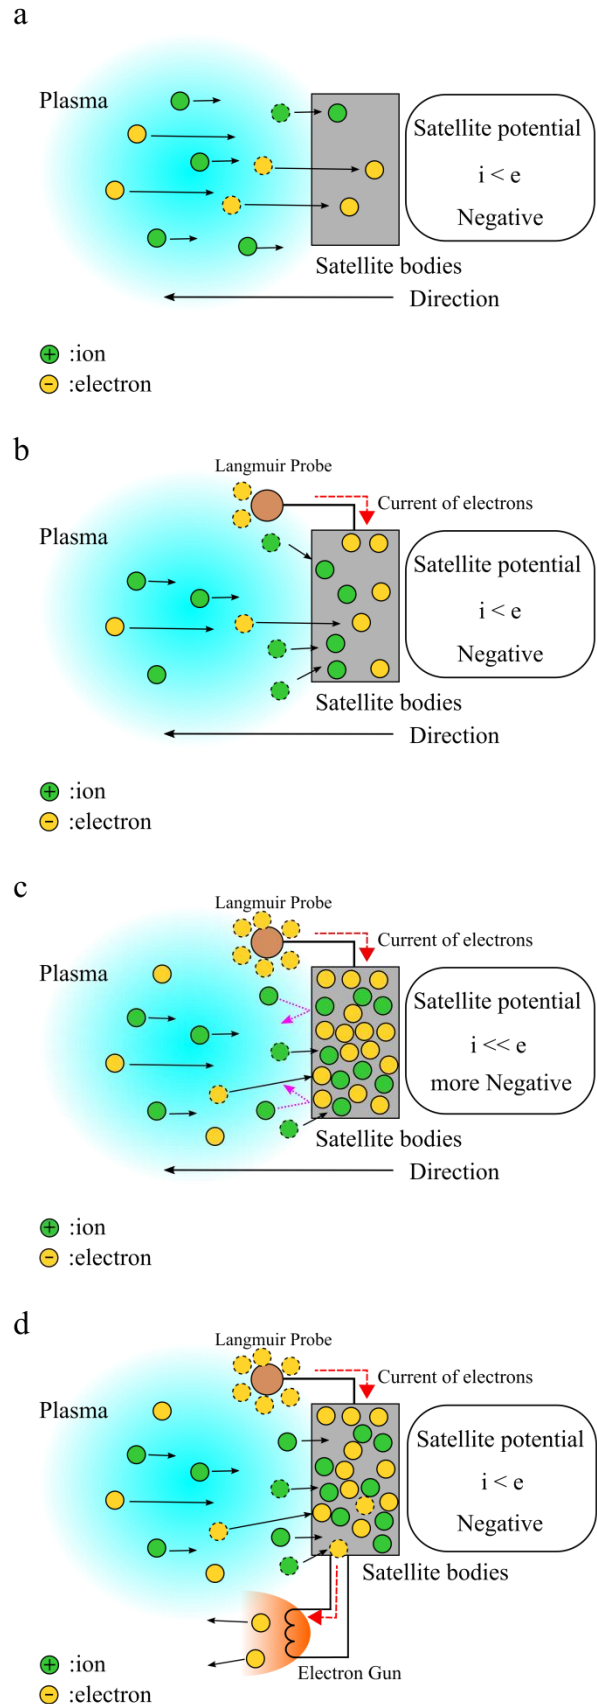 a
Plasma
Satellite potential
i < e
Negative
Satellite bodies
Direction
+ :ion
− :electron
b
Langmuir Probe
Current of electrons
Plasma
Satellite potential
i < e
Negative
Satellite bodies
Direction
+ :ion
− :electron
c
Langmuir Probe
Current of electrons
Plasma
Satellite potential
i << e
more Negative
Satellite bodies
Direction
+ :ion
− :electron
d
Langmuir Probe
Current of electrons
Plasma
Satellite potential
i < e
Negative
Satellite bodies
Electron Gun
+ :ion
− :electron